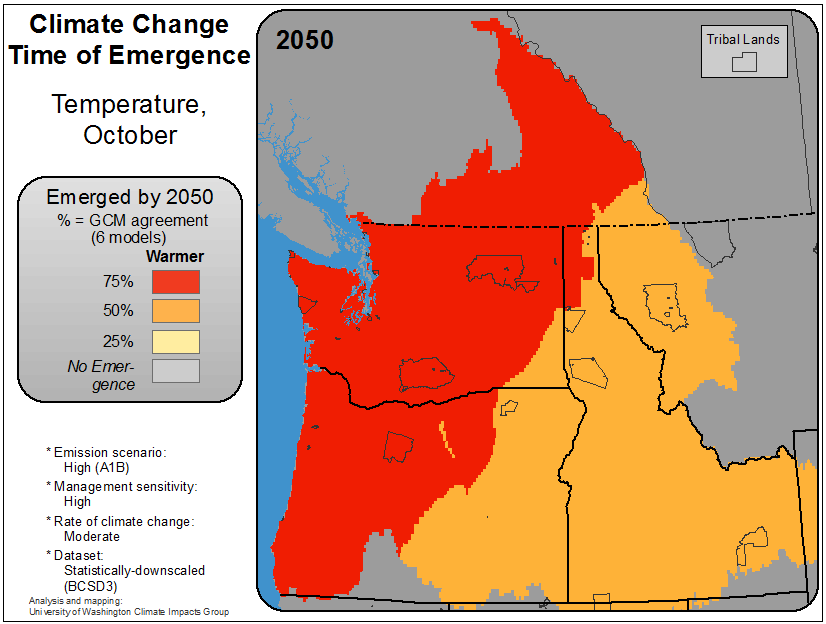 Climate Change
Time of Emergence
Temperature,
October
Emerged by 2050
% = GCM agreement
(6 models)
Warmer
75%
50%
25%
No Emer-
gence
* Emission scenario:
High (A1B)
* Management sensitivity:
High
* Rate of climate change:
Moderate
* Dataset:
Statistically-downscaled
(BCSD3)
Analysis and mapping:
University of Washington Climate Impacts Group
2050
Tribal Lands